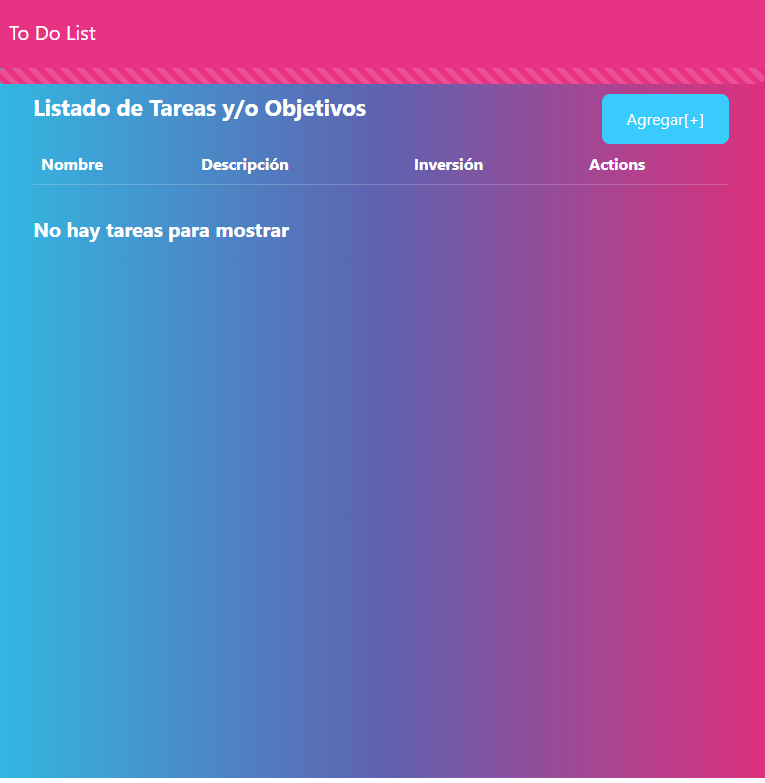 To Do List
Listado de Tareas y/o Objetivos
Agregar[+]
Nombre Descripción Inversión Actions
No hay tareas para mostrar